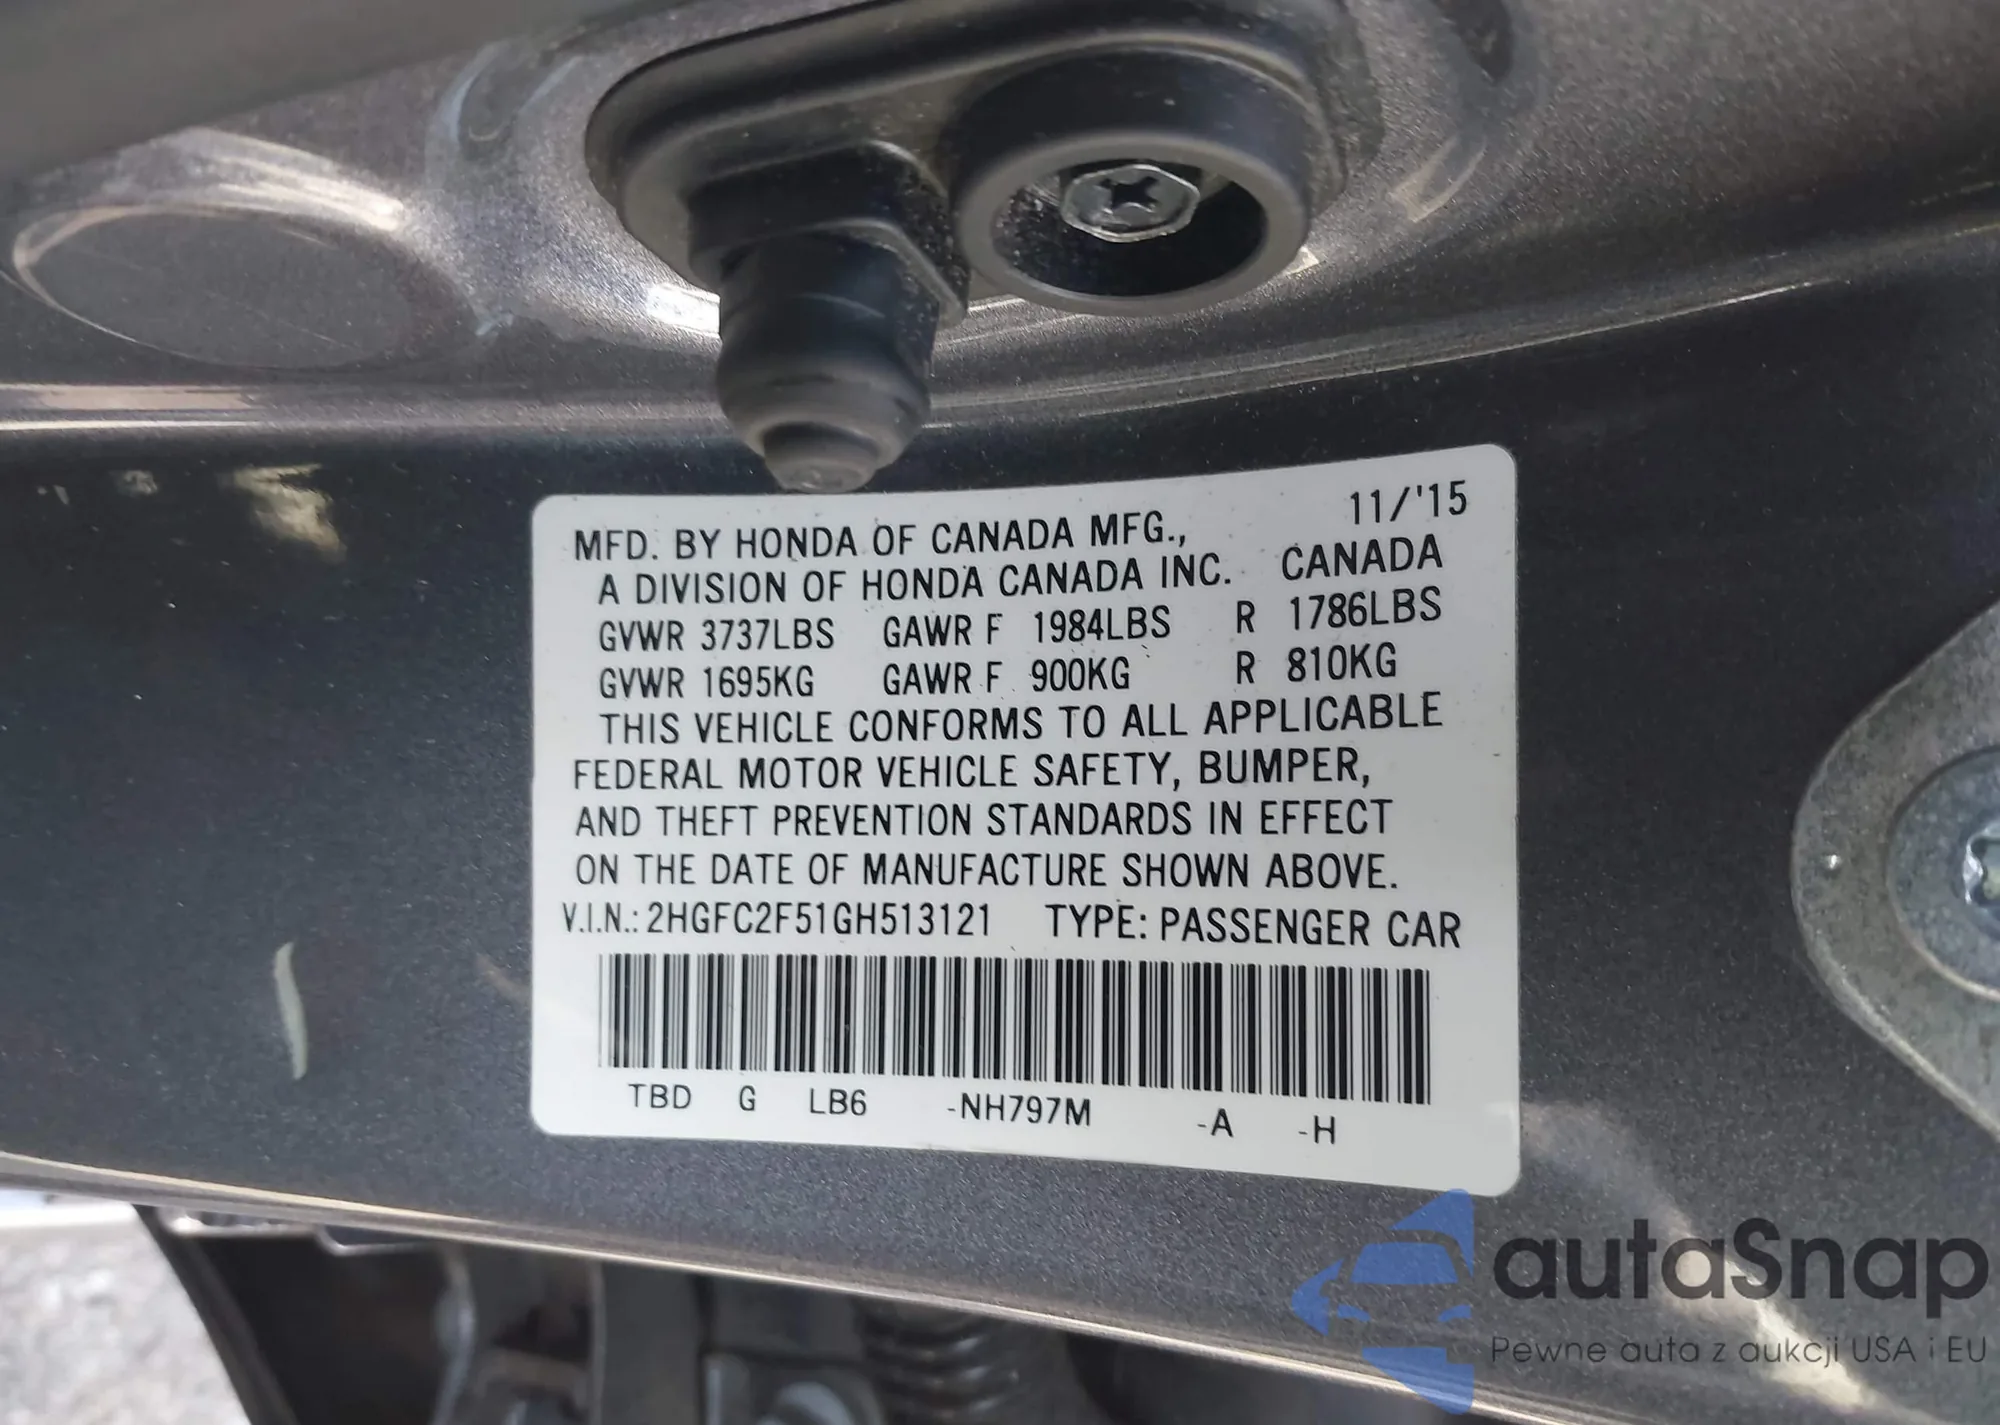 11/'15
MFD. BY HONDA OF CANADA MFG.,
A DIVISION OF HONDA CANADA INC. CANADA
GVWR 3737LBS GAWR F 1984LBS R 1786LBS
GVWR 1695KG GAWR F 900KG R 810KG
THIS VEHICLE CONFORMS TO ALL APPLICABLE
FEDERAL MOTOR VEHICLE SAFETY, BUMPER,
AND THEFT PREVENTION STANDARDS IN EFFECT
ON THE DATE OF MANUFACTURE SHOWN ABOVE.
V.I.N.: 2HGFC2F51GH513121 TYPE: PASSENGER CAR
TBD G LB6 -NH797M -A -H
autaSnap
Pewne auta z aukcji USA i EU